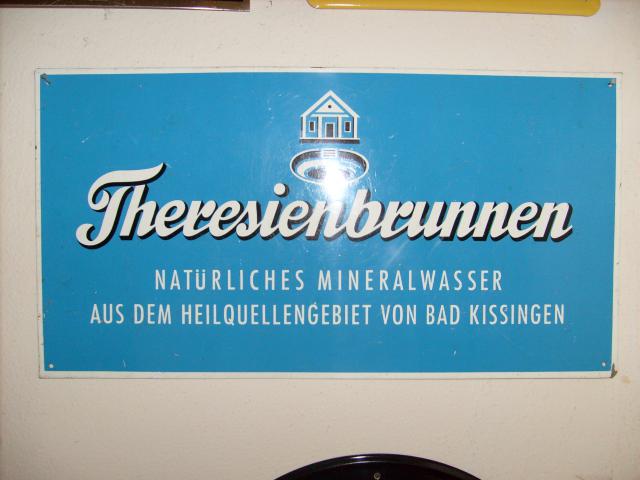 Theresienbrunnen
NATÜRLICHES MINERALWASSER
AUS DEM HEILQUELLENGEBIET VON BAD KISSINGEN